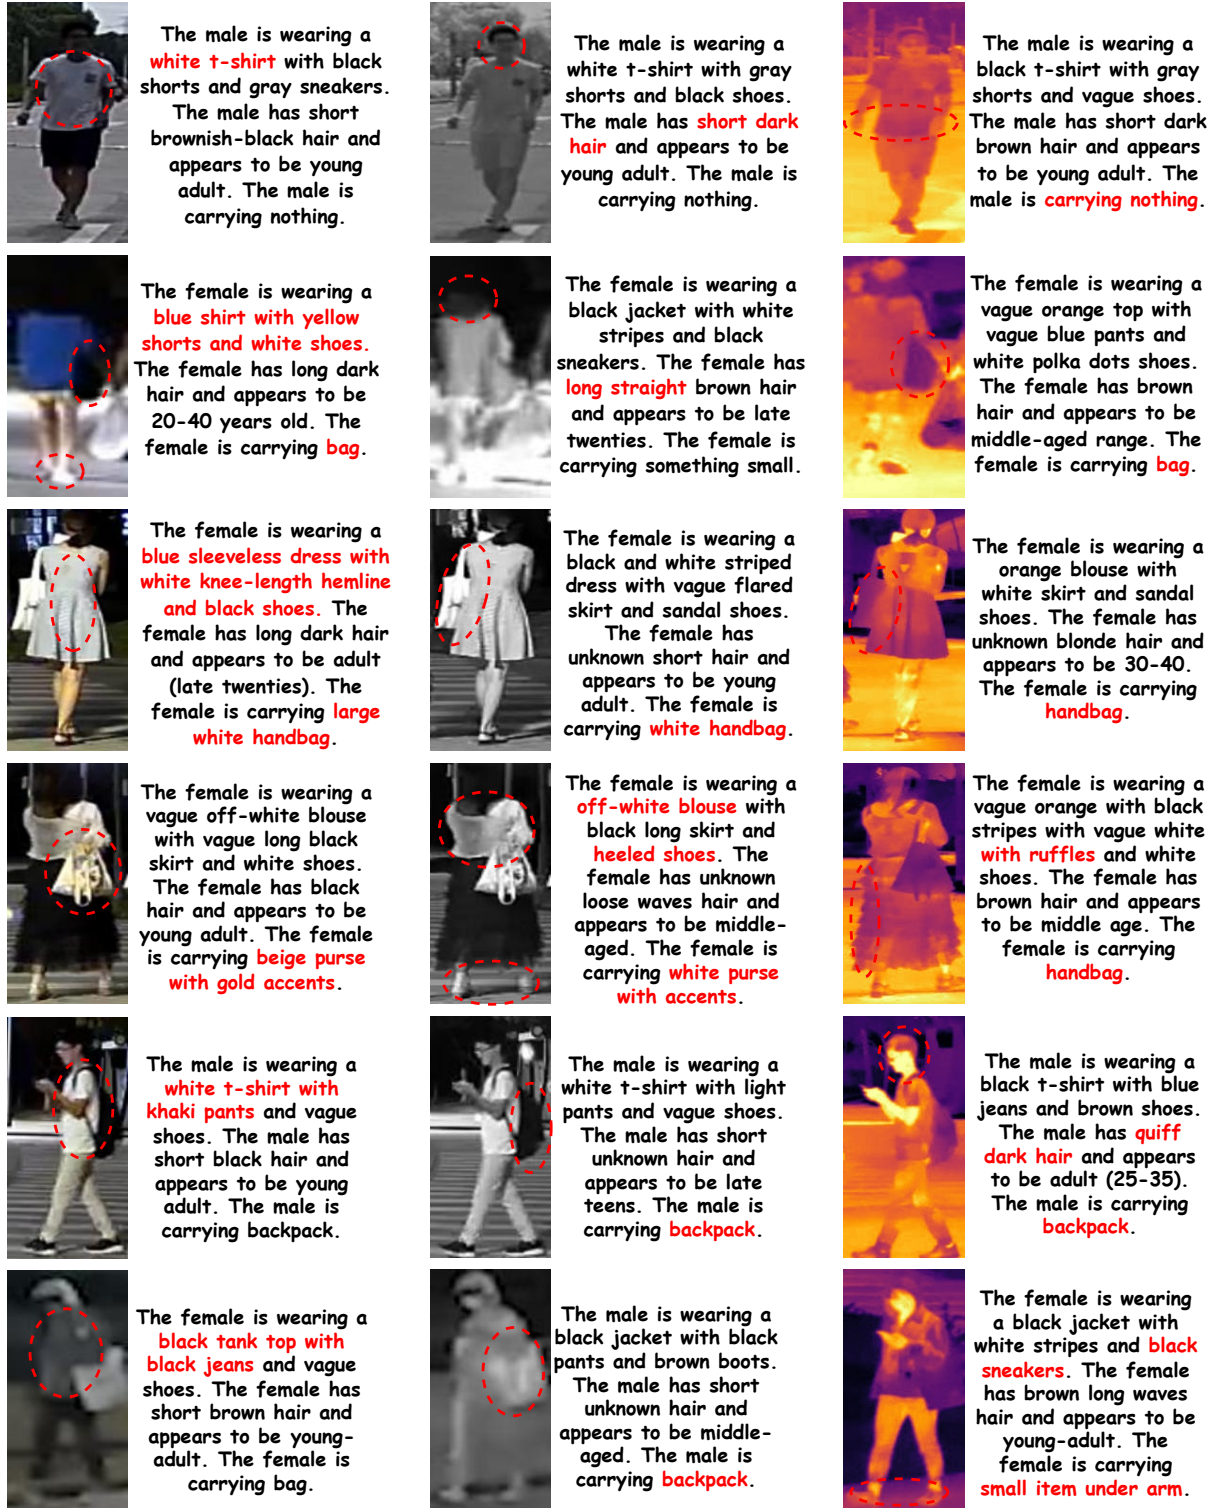 The male is wearing a
white t-shirt with black
shorts and gray sneakers.
The male has short
brownish-black hair and
appears to be young
adult. The male is
carrying nothing.
The male is wearing a
white t-shirt with gray
shorts and black shoes.
The male has short dark
hair and appears to be
young adult. The male is
carrying nothing.
The male is wearing a
black t-shirt with gray
shorts and vague shoes.
The male has short dark
brown hair and appears
to be young adult. The
male is carrying nothing.
The female is wearing a
blue shirt with yellow
shorts and white shoes.
The female has long dark
hair and appears to be
20-40 years old. The
female is carrying bag.
The female is wearing a
black jacket with white
stripes and black
sneakers. The female has
long straight brown hair
and appears to be late
twenties. The female is
carrying something small.
The female is wearing a
vague orange top with
vague blue pants and
white polka dots shoes.
The female has brown
hair and appears to be
middle-aged range. The
female is carrying bag.
The female is wearing a
blue sleeveless dress with
white knee-length hemline
and black shoes. The
female has long dark hair
and appears to be adult
(late twenties). The
female is carrying large
white handbag.
The female is wearing a
black and white striped
dress with vague flared
skirt and sandal shoes.
The female has
unknown short hair and
appears to be young
adult. The female is
carrying white handbag.
The female is wearing a
orange blouse with
white skirt and sandal
shoes. The female has
unknown blonde hair and
appears to be 30-40.
The female is carrying
handbag.
The female is wearing a
vague off-white blouse
with vague long black
skirt and white shoes.
The female has black
hair and appears to be
young adult. The female
is carrying beige purse
with gold accents.
The female is wearing a
off-white blouse with
black long skirt and
heeled shoes. The
female has unknown
loose waves hair and
appears to be middle-
aged. The female is
carrying white purse
with accents.
The female is wearing a
vague orange with black
stripes with vague white
with ruffles and white
shoes. The female has
brown hair and appears
to be middle age. The
female is carrying
handbag.
The male is wearing a
white t-shirt with
khaki pants and vague
shoes. The male has
short black hair and
appears to be young
adult. The male is
carrying backpack.
The male is wearing a
white t-shirt with light
pants and vague shoes.
The male has short
unknown hair and
appears to be late
teens. The male is
carrying backpack.
The male is wearing a
black t-shirt with blue
jeans and brown shoes.
The male has quiff
dark hair and appears
to be adult (25-35).
The male is carrying
backpack.
The female is wearing a
black tank top with
black jeans and vague
shoes. The female has
short brown hair and
appears to be young-
adult. The female is
carrying bag.
The male is wearing a
black jacket with black
pants and brown boots.
The male has short
unknown hair and
appears to be middle-
aged. The male is
carrying backpack.
The female is wearing
a black jacket with
white stripes and black
sneakers. The female
has brown long waves
hair and appears to be
young-adult. The
female is carrying
small item under arm.